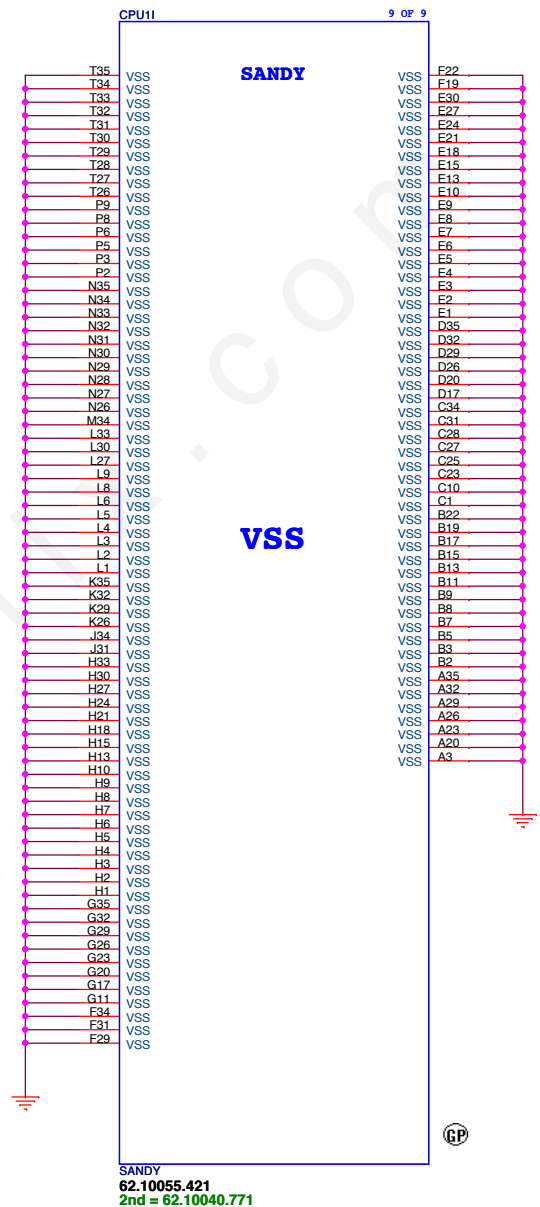 CPU1I 9 OF 9
SANDY
T35 VSS VSS F22
T34 VSS VSS F19
T33 VSS VSS E30
T32 VSS VSS E27
T31 VSS VSS E24
T30 VSS VSS E21
T29 VSS VSS E18
T28 VSS VSS E15
T27 VSS VSS E13
T26 VSS VSS E10
P9 VSS VSS E9
P8 VSS VSS E8
P6 VSS VSS E7
P5 VSS VSS E6
P3 VSS VSS E5
P2 VSS VSS E4
N35 VSS VSS E3
N34 VSS VSS E2
N33 VSS VSS E1
N32 VSS VSS D35
N31 VSS VSS D32
N30 VSS VSS D29
N29 VSS VSS D26
N28 VSS VSS D20
N27 VSS VSS D17
N26 VSS VSS C34
M34 VSS VSS C31
L33 VSS VSS C28
L30 VSS VSS C27
L27 VSS VSS C25
L9 VSS VSS C23
L8 VSS VSS C10
L6 VSS VSS C1
L5 VSS VSS B22
L4 VSS VSS B19
VSS
L3 VSS VSS B17
L2 VSS VSS B15
L1 VSS VSS B13
K35 VSS VSS B11
K32 VSS VSS B9
K29 VSS VSS B8
K26 VSS VSS B7
J34 VSS VSS B5
J31 VSS VSS B3
H33 VSS VSS B2
H30 VSS VSS A35
H27 VSS VSS A32
H24 VSS VSS A29
H21 VSS VSS A26
H18 VSS VSS A23
H15 VSS VSS A20
H13 VSS VSS A3
H10 VSS
H9 VSS
H8 VSS
H7 VSS
H6 VSS
H5 VSS
H4 VSS
H3 VSS
H2 VSS
H1 VSS
G35 VSS
G32 VSS
G29 VSS
G26 VSS
G23 VSS
G20 VSS
G17 VSS
G11 VSS
F34 VSS
F31 VSS
F29 VSS
GP
SANDY
62.10055.421
2nd = 62.10040.771